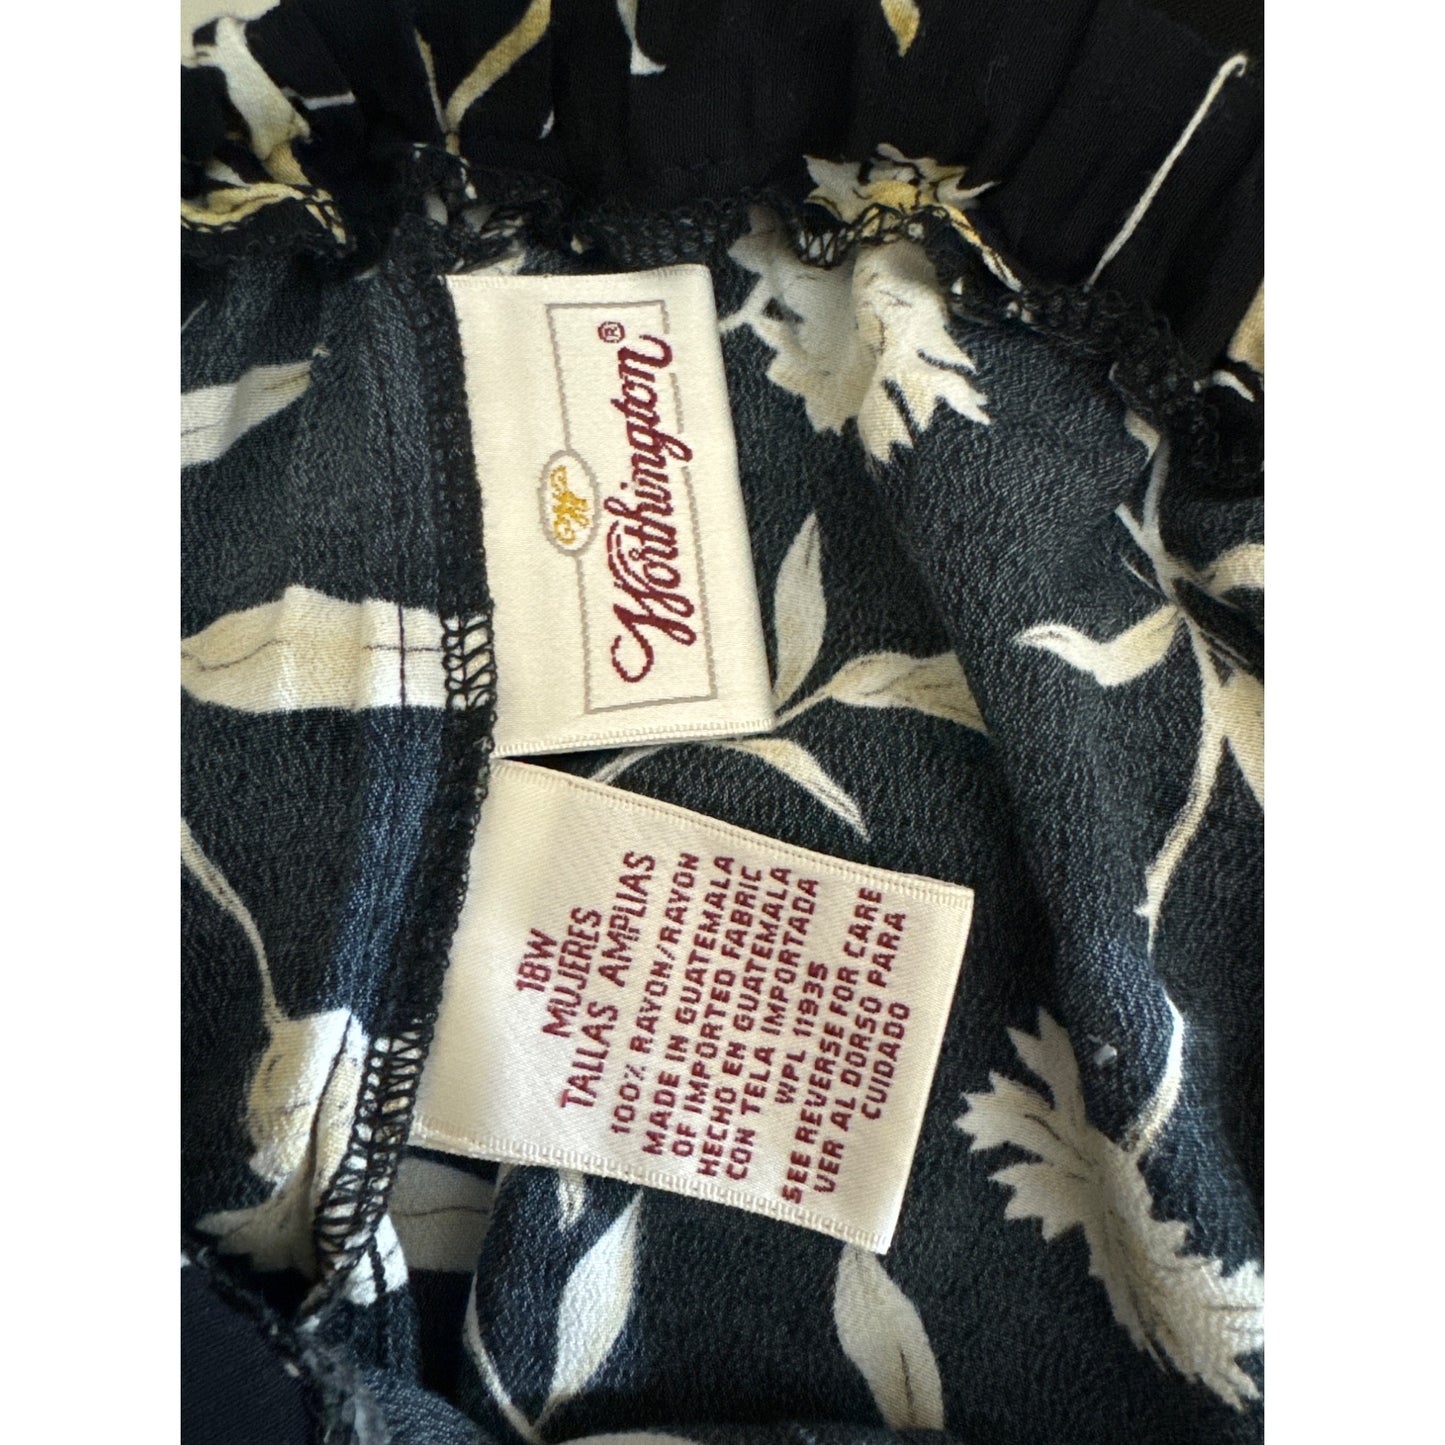 Worthington®
W
18W
MUJERES
TALLAS AMPLIAS
100% RAYON/RAYON
MADE IN GUATEMALA
OF IMPORTED FABRIC
HECHO EN GUATEMALA
CON TELA IMPORTADA
WPL 11935
SEE REVERSE FOR CARE
VER AL DORSO PARA
CUIDADO